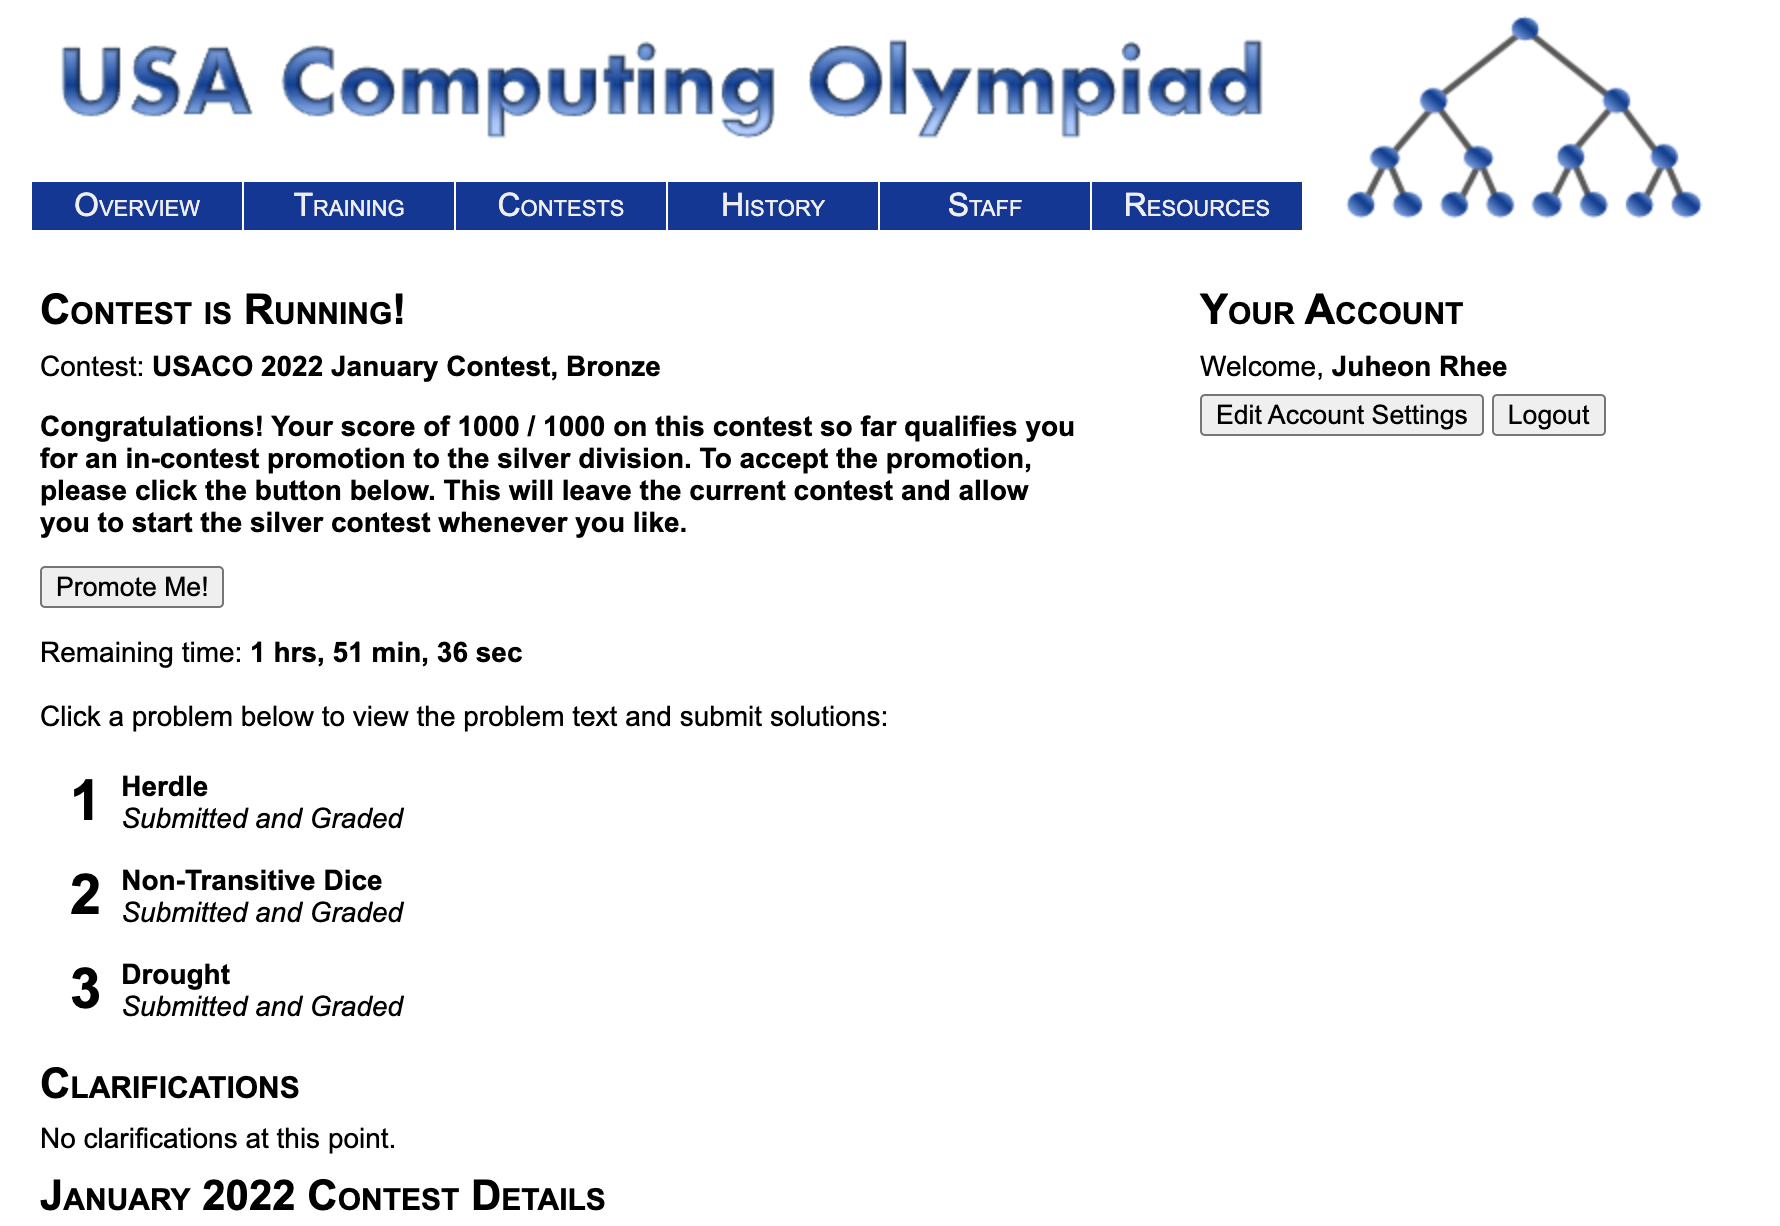 USA Computing Olympiad
Overview Training Contests History Staff Resources
Contest is Running!
Contest: USACO 2022 January Contest, Bronze
Congratulations! Your score of 1000 / 1000 on this contest so far qualifies you
for an in-contest promotion to the silver division. To accept the promotion,
please click the button below. This will leave the current contest and allow
you to start the silver contest whenever you like.
Promote Me!
Remaining time: 1 hrs, 51 min, 36 sec
Click a problem below to view the problem text and submit solutions:
1 Herdle
Submitted and Graded
2 Non-Transitive Dice
Submitted and Graded
3 Drought
Submitted and Graded
Clarifications
No clarifications at this point.
January 2022 Contest Details
Your Account
Welcome, Juheon Rhee
Edit Account Settings Logout